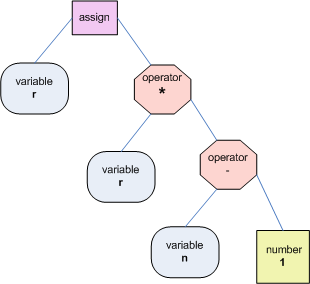 assign
variable
r
operator
*
variable
r
operator
-
variable
n
number
1